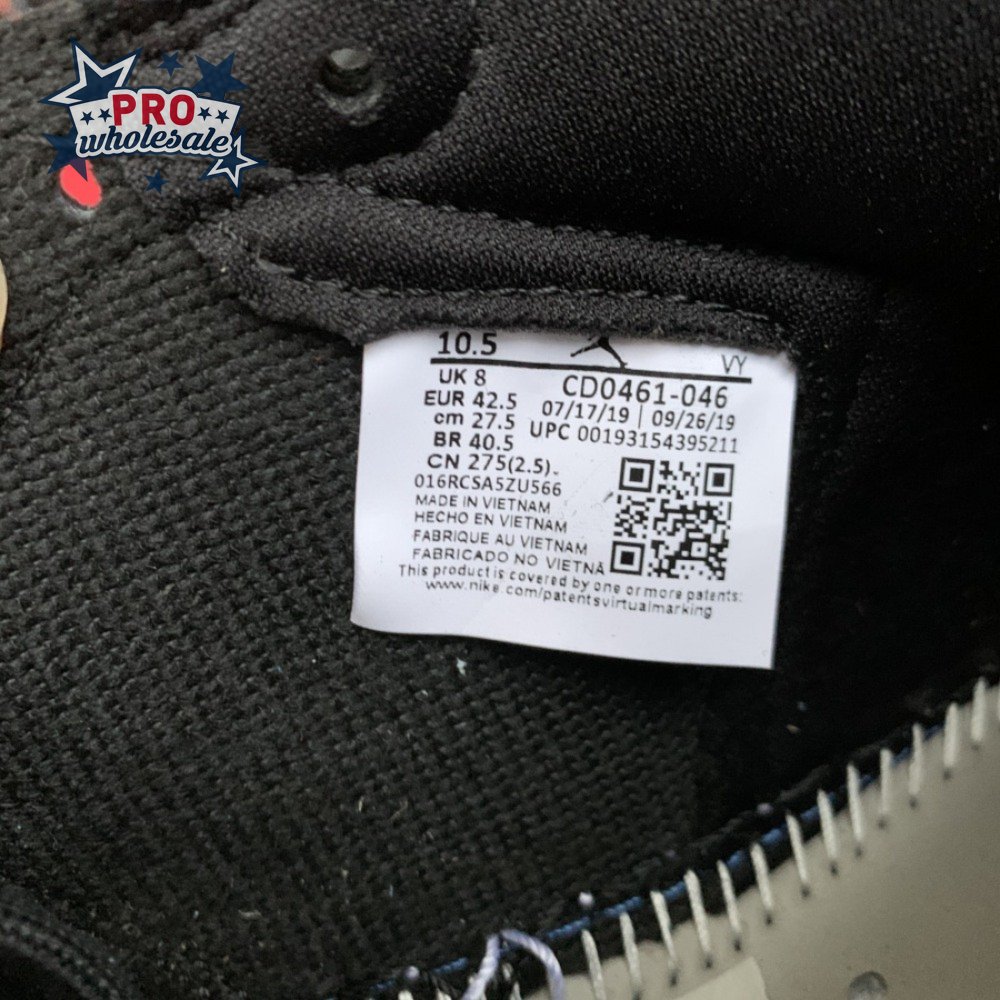 PRO
wholesale
10.5
VY
UK 8
CD0461-046
EUR 42.5
07/17/19 | 09/26/19
cm 27.5
UPC 00193154395211
BR 40.5
CN 275(2.5)
016RCSA5ZU566
MADE IN VIETNAM
HECHO EN VIETNAM
FABRIQUE AU VIETNAM
FABRICADO NO VIETNÃ
This product is covered by one or more patents:
www.nike.com/patentsvirtualmarking